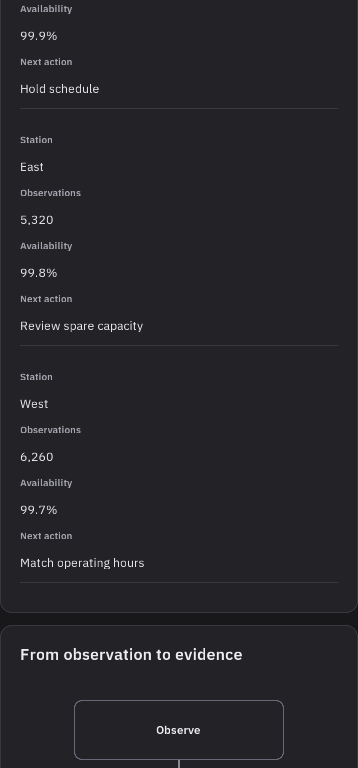 Availability
99.9%
Next action
Hold schedule
Station
East
Observations
5,320
Availability
99.8%
Next action
Review spare capacity
Station
West
Observations
6,260
Availability
99.7%
Next action
Match operating hours
From observation to evidence
Observe